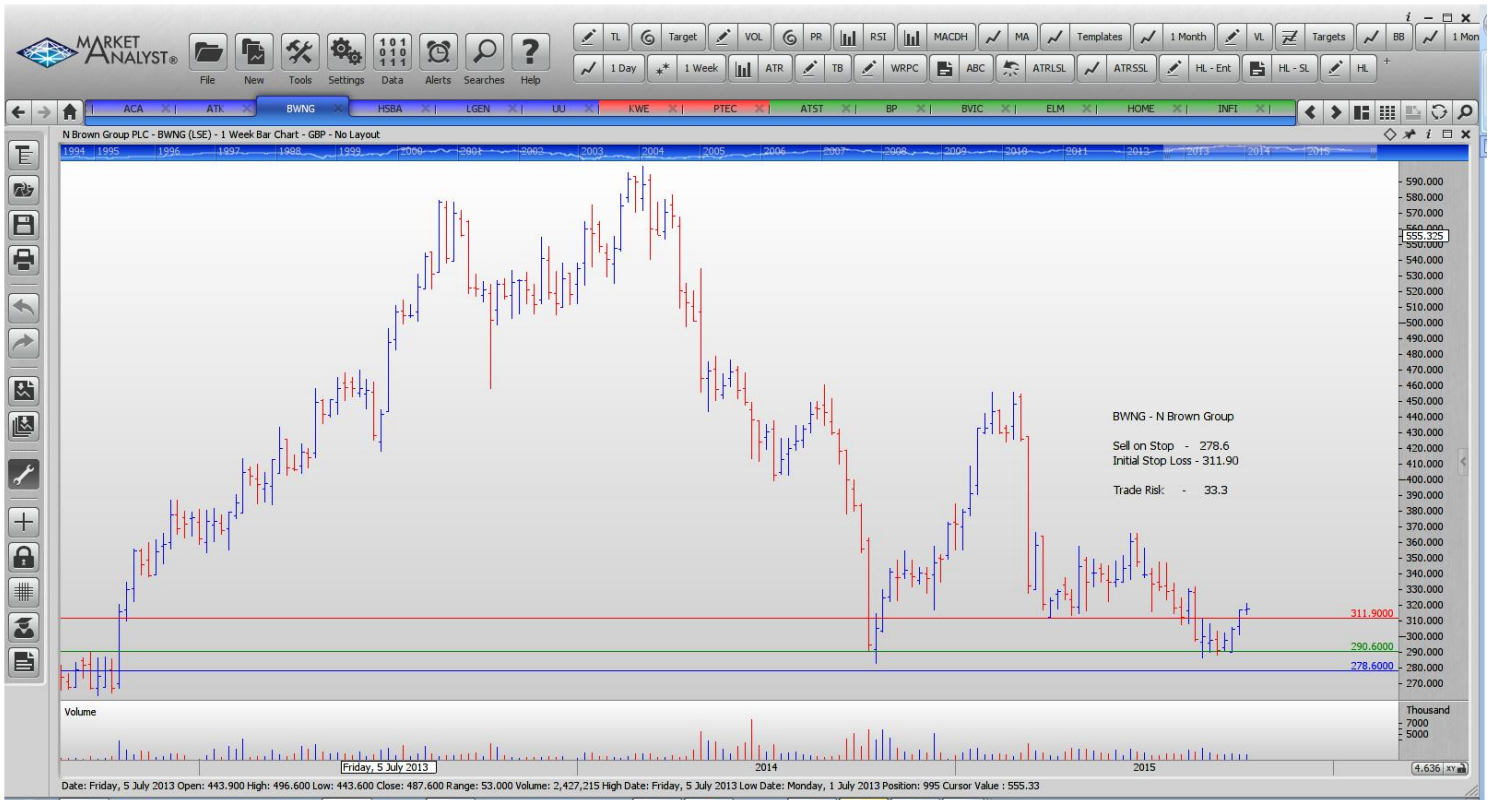 MARKET
ANALYST®
File New Tools Settings Data Alerts Searches Help
101
010
111
TL Target VOL PR RSI MACDH MA Templates 1 Month VL Targets BB 1 Mon
1 Day 1 Week ATR TB WRPC ABC ATRLSL ATRSSL HL - Ent HL - SL HL +
ACA ATK BWNG HSBA LGEN UU KWE PTEC ATST BP BVIC ELM HOME INFI
N Brown Group PLC - BWNG (LSE) - 1 Week Bar Chart - GBP - No Layout
1994 1995 1996 1997 1998 1999 2000 2001 2002 2003 2004 2005 2006 2007 2008 2009 2010 2011 2012 2013 2014 2015
590.000
580.000
570.000
560.000
555.325
550.000
540.000
530.000
520.000
510.000
500.000
490.000
480.000
470.000
460.000
450.000
440.000
430.000
420.000
410.000
400.000
390.000
380.000
370.000
360.000
350.000
340.000
330.000
320.000
310.000
300.000
290.000
280.000
270.000
BWNG - N Brown Group
Sell on Stop - 278.6
Initial Stop Loss - 311.90
Trade Risk - 33.3
311.9000
290.6000
278.6000
Volume
Thousand
7000
5000
Friday, 5 July 2013 2014 2015 4.636 XY
Date: Friday, 5 July 2013 Open: 443.900 High: 496.600 Low: 443.600 Close: 487.600 Range: 53.000 Volume: 2,427,215 High Date: Friday, 5 July 2013 Low Date: Monday, 1 July 2013 Position: 995 Cursor Value : 555.33